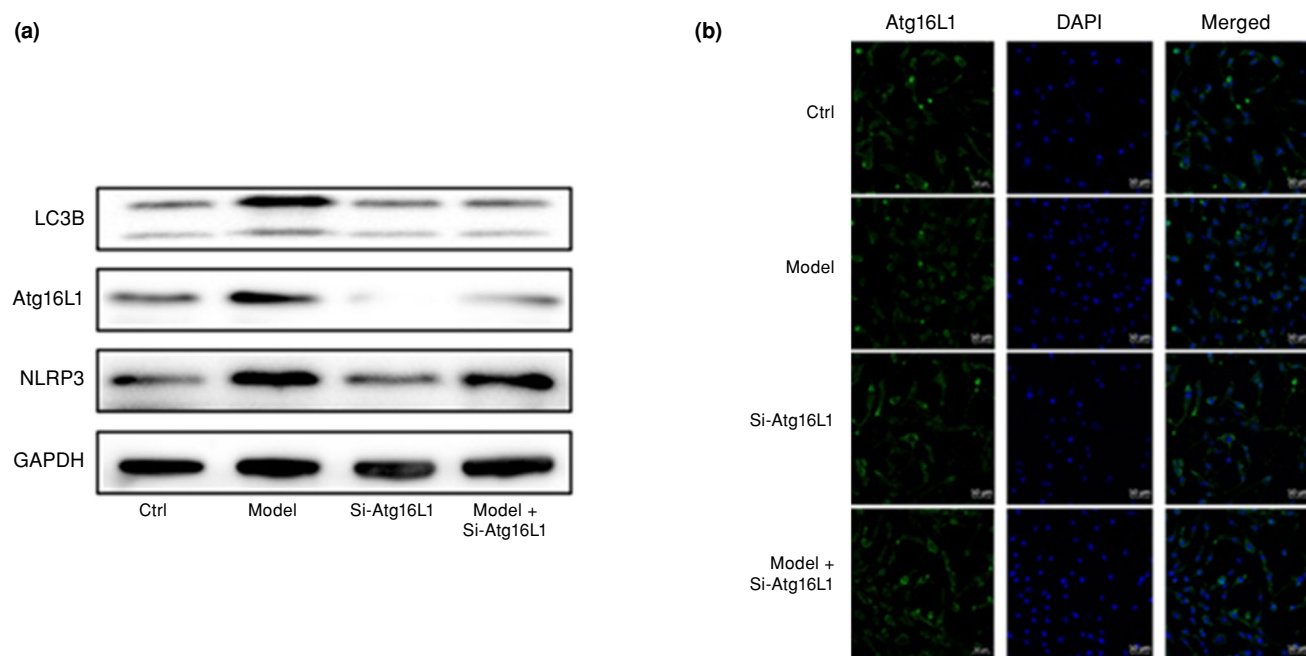 (a)
LC3B
Atg16L1
NLRP3
GAPDH
Ctrl
Model
Si-Atg16L1
Model +
Si-Atg16L1
(b)
Atg16L1
DAPI
Merged
Ctrl
Model
Si-Atg16L1
Model +
Si-Atg16L1